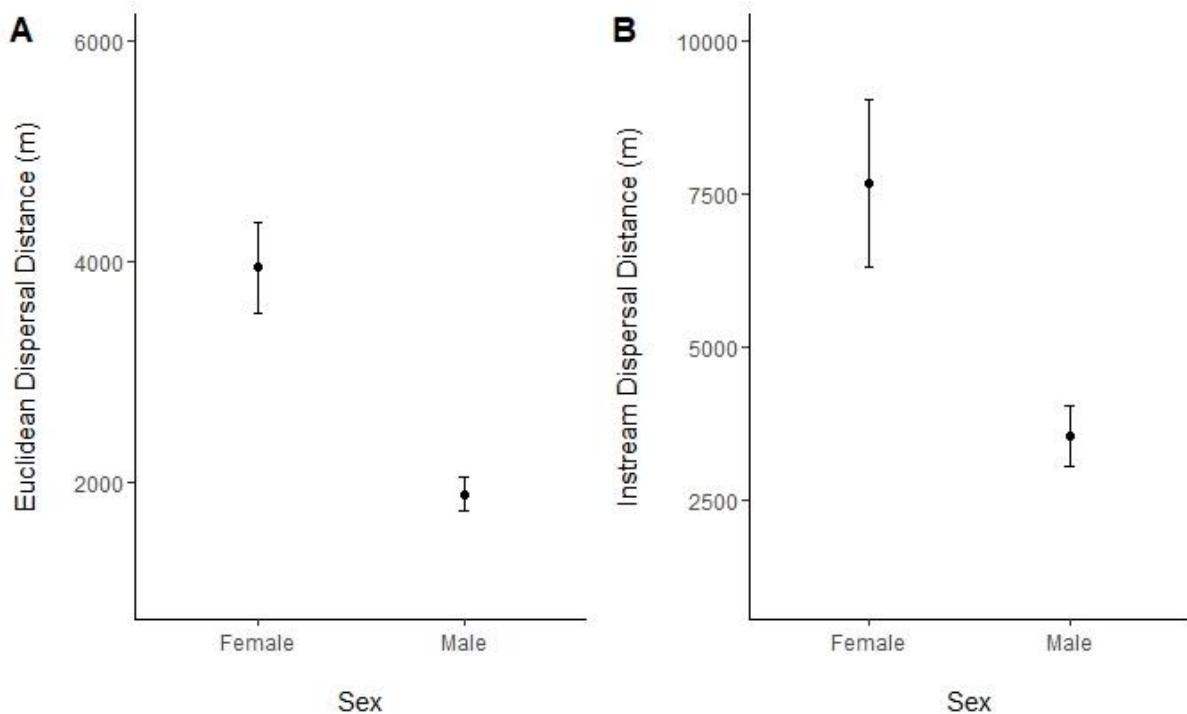 A
Euclidean Dispersal Distance (m)
6000
4000
2000
Female Male
Sex
B
Instream Dispersal Distance (m)
10000
7500
5000
2500
Female Male
Sex